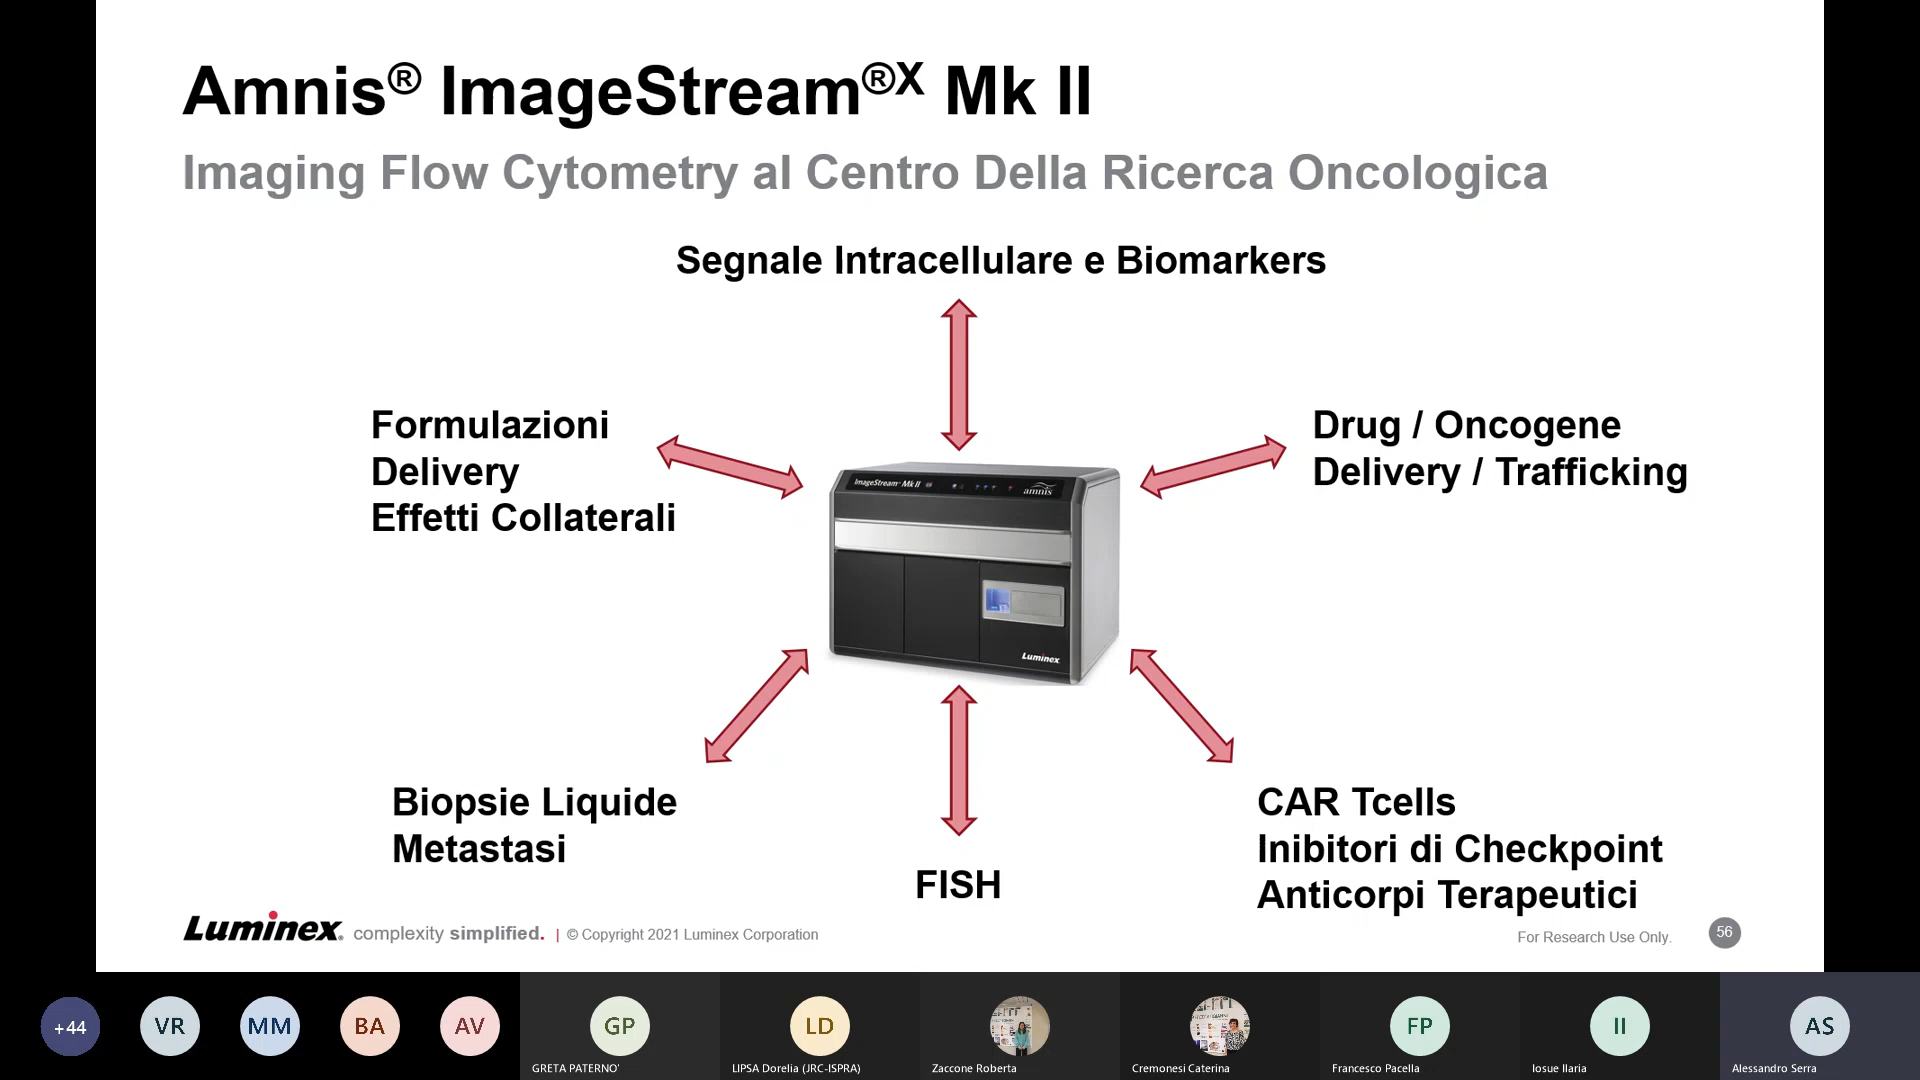 Amnis® ImageStream®X Mk II
Imaging Flow Cytometry al Centro Della Ricerca Oncologica
Segnale Intracellulare e Biomarkers
Formulazioni
Delivery
Effetti Collaterali
Drug / Oncogene
Delivery / Trafficking
ImageStream Mk II
amnis
Luminex
Biopsie Liquide
Metastasi
FISH
CAR Tcells
Inibitori di Checkpoint
Anticorpi Terapeutici
Luminex® complexity simplified. | © Copyright 2021 Luminex Corporation
For Research Use Only.
56
+44
VR
MM
BA
AV
GP
LD
FP
II
AS
GRETA PATERNO'
LIPSA Dorelia (JRC-ISPRA)
Zaccone Roberta
Cremonesi Caterina
Francesco Pacella
Iosue Ilaria
Alessandro Serra